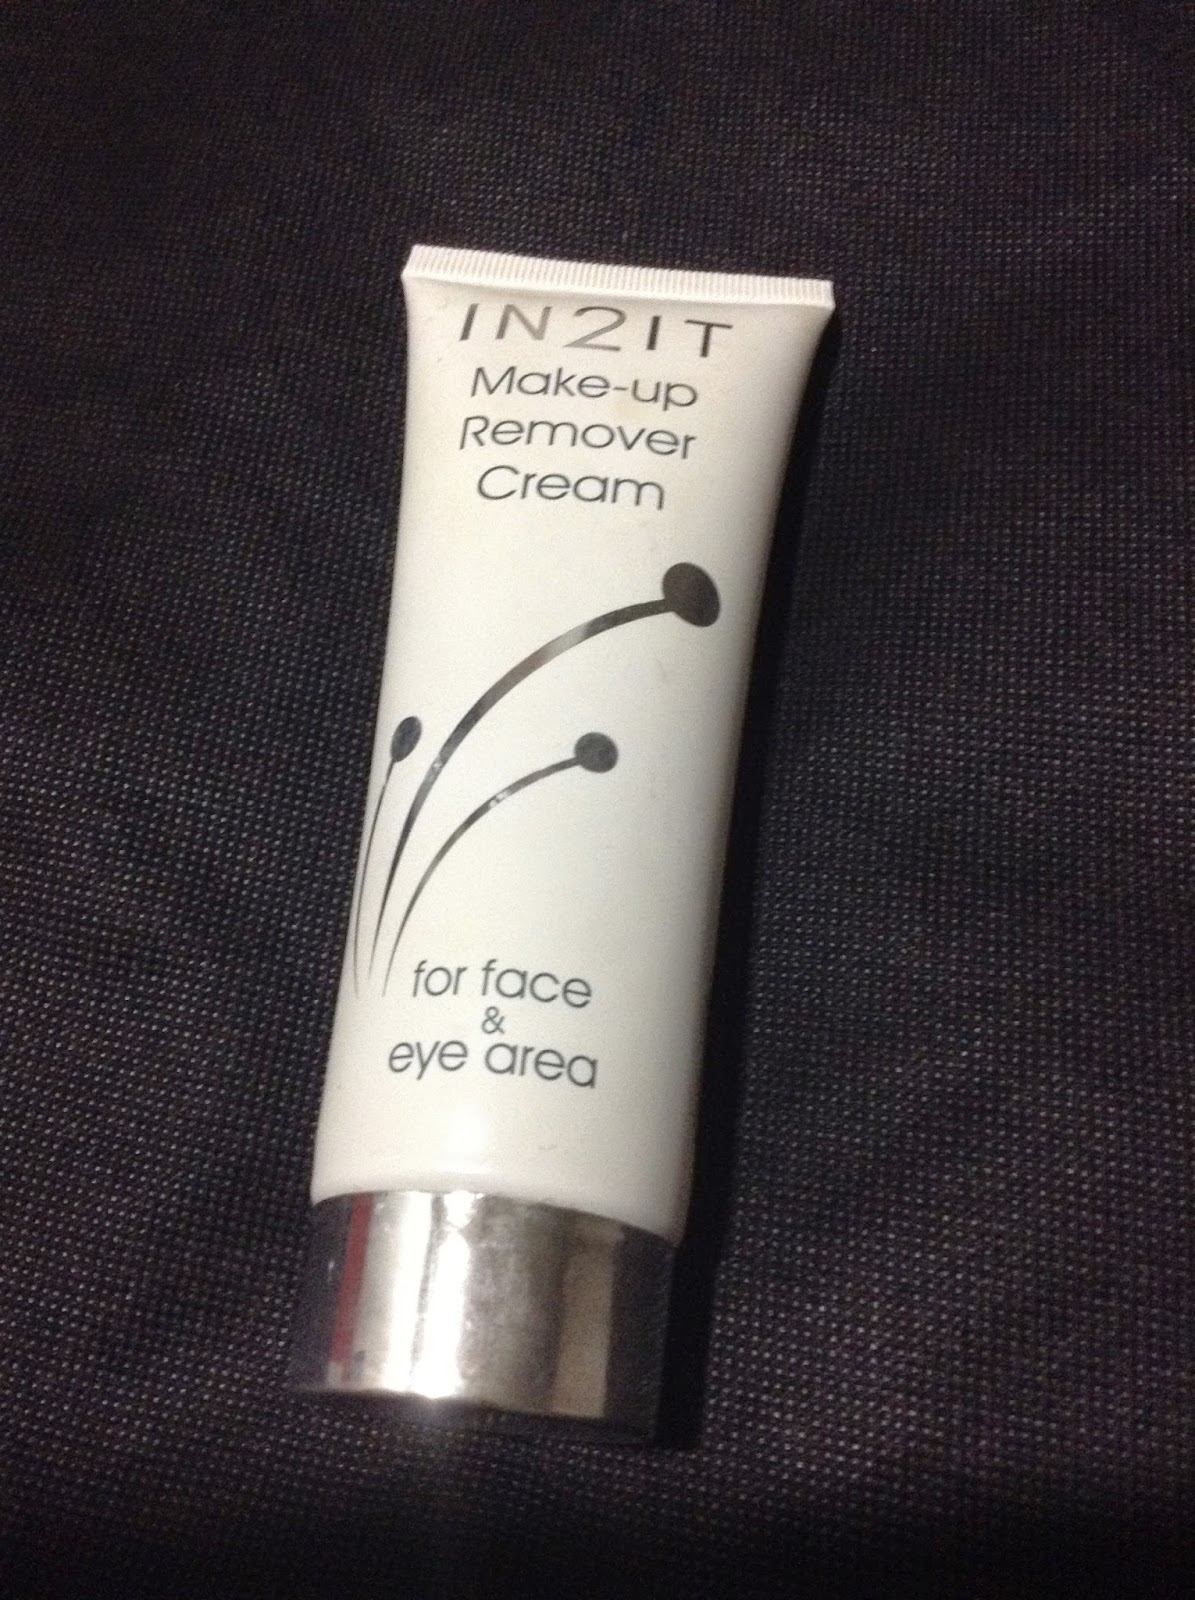 IN2IT
Make-up
Remover
Cream
for face
&
eye area